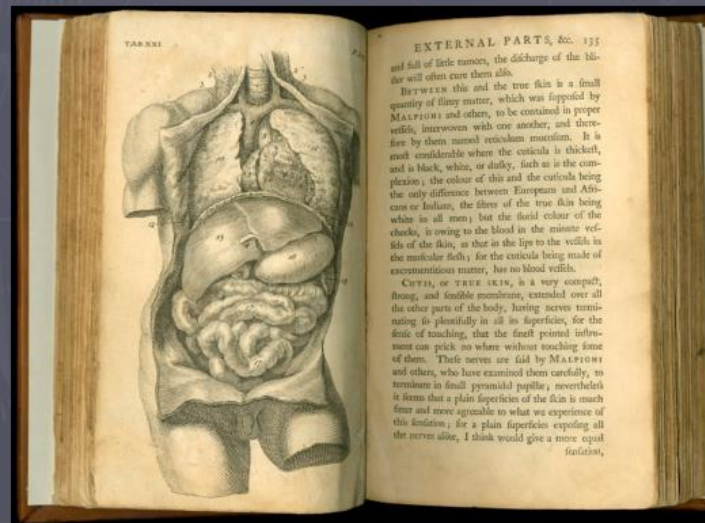 TAB.XXI.
EXTERNAL PARTS, &c. 135
and full of little tumors, the discharge of the bli-
ster will often cure them also.
BETWEEN this and the true skin is a small
quantity of slimy matter, which was supposed by
MALPIGHI and others, to be contained in proper
vessels, interwoven with one another, and there-
fore by them named reticulum mucosum. It is
most considerable where the cuticula is thickest,
and is black, white, or dusky, such as is the com-
plexion; the colour of this and the cuticula being
the only difference between Europeans and Afri-
cans or Indians, the fibres of the true skin being
white in all men; but the florid colour of the
cheeks, is owing to the blood in the minute ves-
sels of the skin, as that in the lips to the vessels in
the muscular flesh; for the cuticula being made of
excrementitious matter, has no blood vessels.
CUTIS, or TRUE SKIN, is a very compact,
strong, and sensible membrane, extended over all
the other parts of the body, having nerves termi-
nating so plentifully in all its superficies, for the
sense of touching, that the finest pointed instru-
ment can prick no where without touching some
of them. These nerves are said by MALPIGHI
and others, who have examined them carefully, to
terminate in small pyramidal papillæ; nevertheless
it seems that a plain superficies of the skin is much
fitter and more agreeable to what we experience of
this sensation; for a plain superficies exposing all
the nerves alike, I think would give a more equal
sensation,